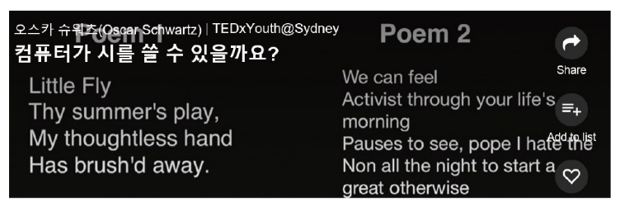 오스카 슈워츠(Oscar Schwartz) | TEDxYouth@Sydney
Poem 1
컴퓨터가 시를 쓸 수 있을까요?
Little Fly
Thy summer's play,
My thoughtless hand
Has brush'd away.
Poem 2
We can feel
Activist through your life's
morning
Pauses to see, pope I hate the
Non all the night to start a
great otherwise
Share
Add to list